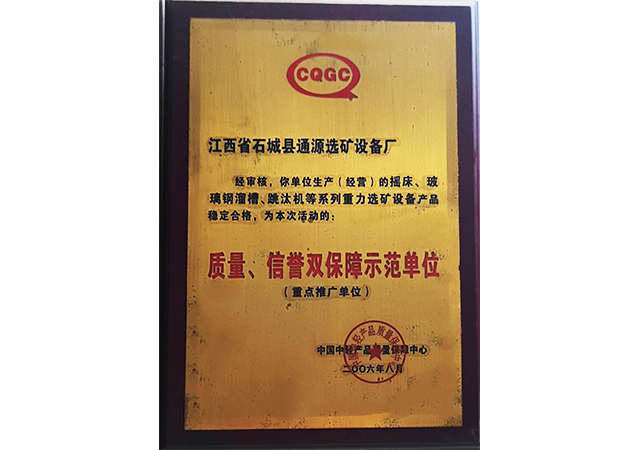 CQGC
江西省石城县通源选矿设备厂
经审核，你单位生产（经营）的摇床、玻
璃钢溜槽、跳汰机等系列重力选矿设备产品
稳定合格，为本次活动的：
质量、信誉双保障示范单位
（重点推广单位）
中国中轻产品质量保障中心
二〇〇六年八月